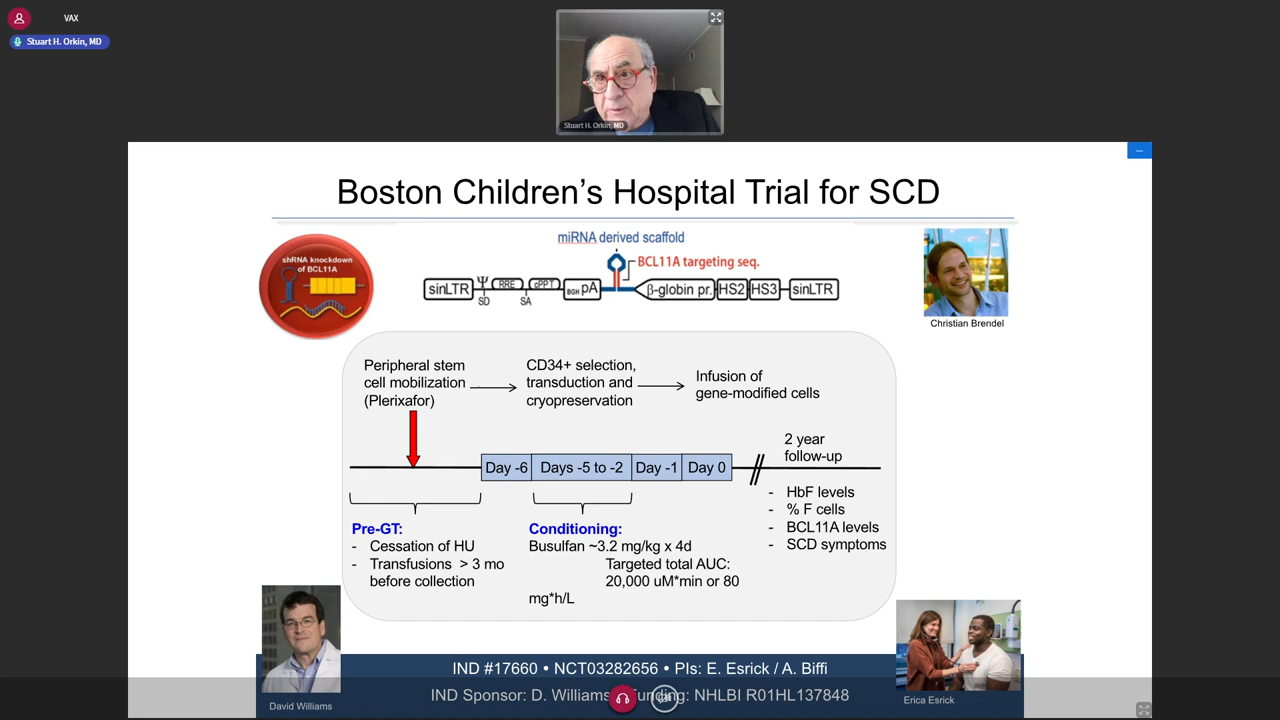 VAX
Stuart H. Orkin, MD
Stuart H. Orkin, MD
Boston Children's Hospital Trial for SCD
shRNA knockdown
of BCL11A
miRNA derived scaffold
BCL11A targeting seq.
sinLTR Ψ RRE cPPT BGH pA β-globin pr. HS2 HS3 sinLTR
SD SA
Christian Brendel
Peripheral stem
cell mobilization
(Plerixafor)
CD34+ selection,
transduction and
cryopreservation
Infusion of
gene-modified cells
2 year
follow-up
Day -6 Days -5 to -2 Day -1 Day 0
- HbF levels
- % F cells
- BCL11A levels
- SCD symptoms
Pre-GT:
- Cessation of HU
- Transfusions > 3 mo
before collection
Conditioning:
Busulfan ~3.2 mg/kg x 4d
Targeted total AUC:
20,000 uM*min or 80
mg*h/L
IND #17660 • NCT03282656 • PIs: E. Esrick / A. Biffi
IND Sponsor: D. Williams Funding: NHLBI R01HL137848
David Williams
Erica Esrick